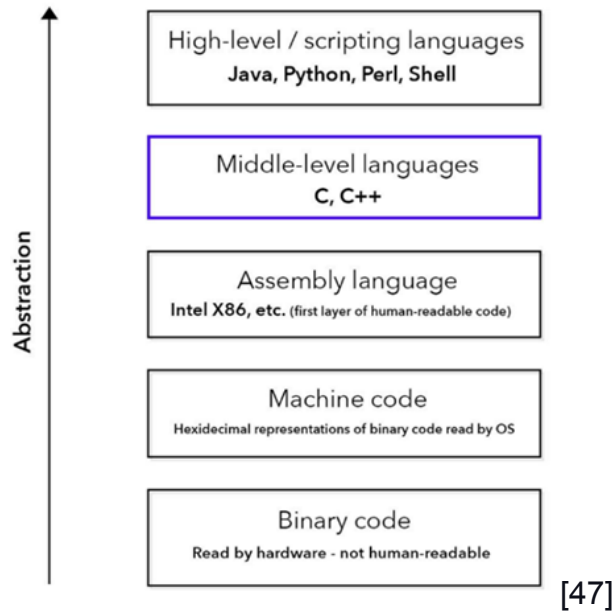 High-level / scripting languages
Java, Python, Perl, Shell
Middle-level languages
C, C++
Assembly language
Intel X86, etc. (first layer of human-readable code)
Machine code
Hexidecimal representations of binary code read by OS
Binary code
Read by hardware - not human-readable
Abstraction
[47]